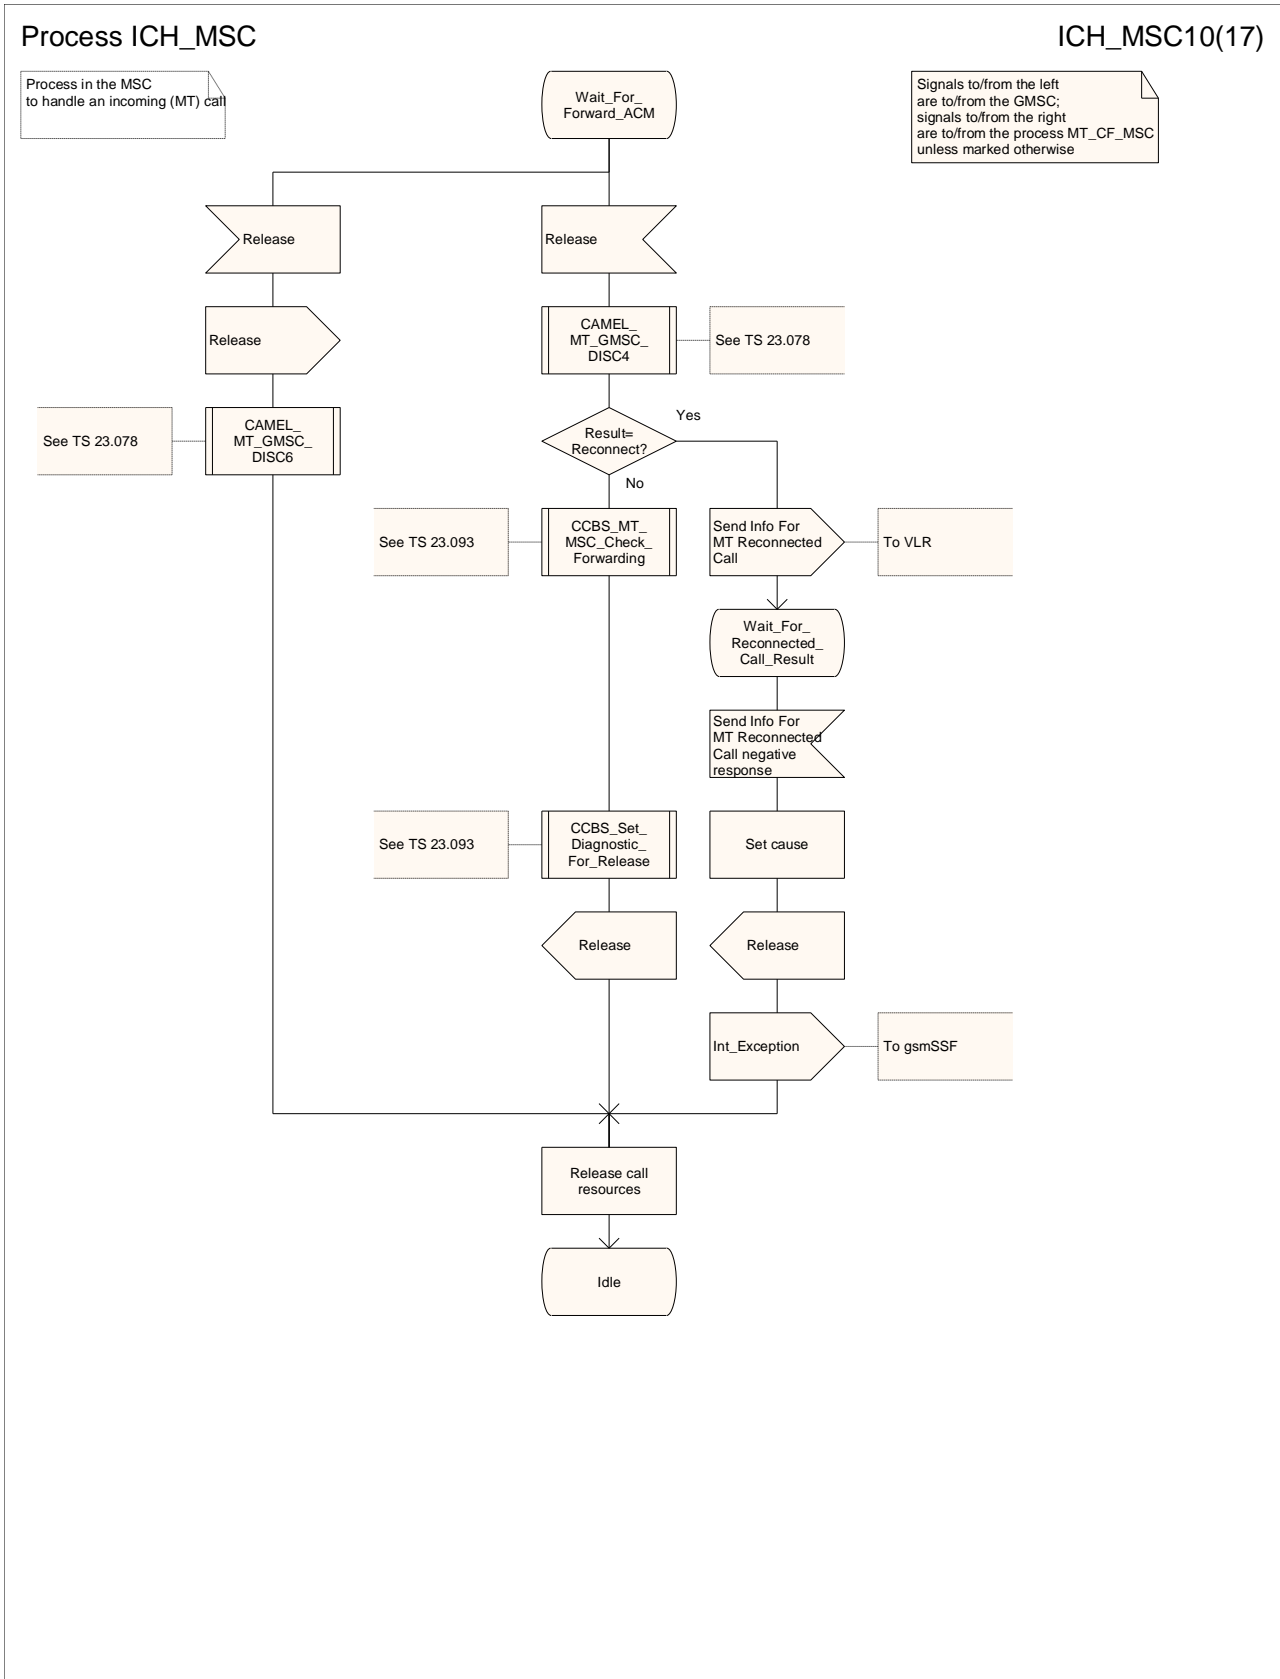 Process ICH_MSC
ICH_MSC10(17)
Process in the MSC
to handle an incoming (MT) call
Wait_For_
Forward_ACM
Signals to/from the left
are to/from the GMSC;
signals to/from the right
are to/from the process MT_CF_MSC
unless marked otherwise
Release
Release
Release
CAMEL_
MT_GMSC_
DISC4
See TS 23.078
See TS 23.078
CAMEL_
MT_GMSC_
DISC6
Result=
Reconnect?
Yes
No
See TS 23.093
CCBS_MT_
MSC_Check_
Forwarding
Send Info For
MT Reconnected
Call
To VLR
Wait_For_
Reconnected_
Call_Result
Send Info For
MT Reconnected
Call negative
response
See TS 23.093
CCBS_Set_
Diagnostic_
For_Release
Set cause
Release
Release
Int_Exception
To gsmSSF
Release call
resources
Idle